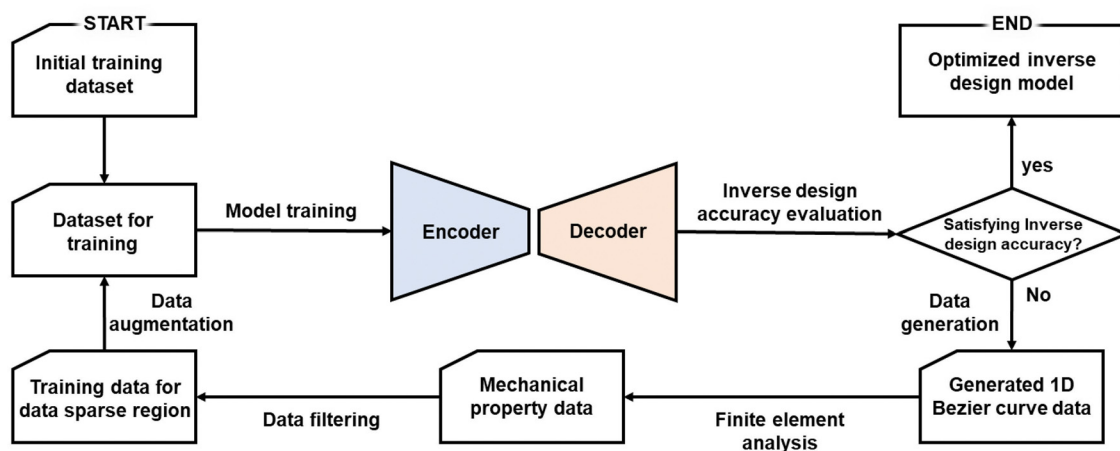 START
Initial training
dataset
END
Optimized inverse
design model
yes
Dataset for
training
Model training
Encoder
Decoder
Inverse design
accuracy evaluation
Satisfying Inverse
design accuracy?
No
Data
augmentation
Data
generation
Training data for
data sparse region
Data filtering
Mechanical
property data
Finite element
analysis
Generated 1D
Bezier curve data